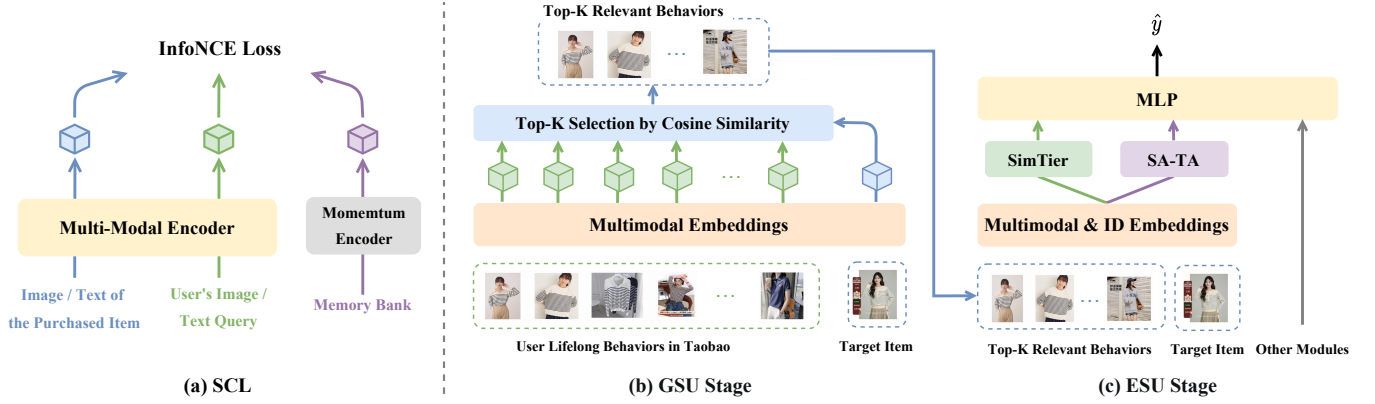 InfoNCE Loss
Multi-Modal Encoder
Momemtum
Encoder
Image / Text of
the Purchased Item
User's Image /
Text Query
Memory Bank
(a) SCL
Top-K Relevant Behaviors
...
Top-K Selection by Cosine Similarity
...
Multimodal Embeddings
...
User Lifelong Behaviors in Taobao
Target Item
(b) GSU Stage
ŷ
MLP
SimTier
SA-TA
Multimodal & ID Embeddings
...
Top-K Relevant Behaviors
Target Item
Other Modules
(c) ESU Stage